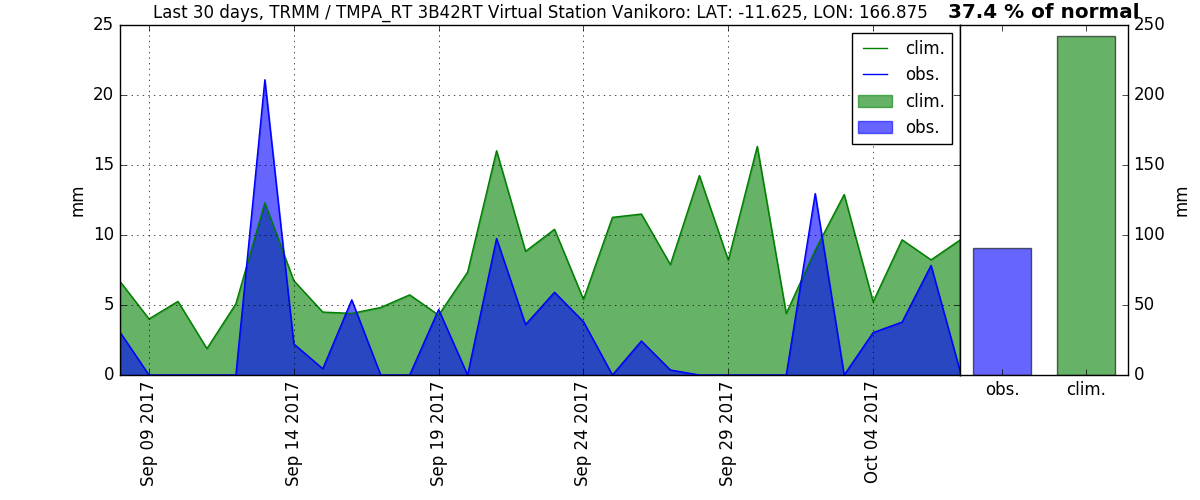 Last 30 days, TRMM / TMPA_RT 3B42RT Virtual Station Vanikoro: LAT: -11.625, LON: 166.875
37.4 % of normal
25
20
15
10
5
0
mm
clim.
obs.
clim.
obs.
Sep 09 2017
Sep 14 2017
Sep 19 2017
Sep 24 2017
Sep 29 2017
Oct 04 2017
250
200
150
100
50
0
mm
obs.
clim.